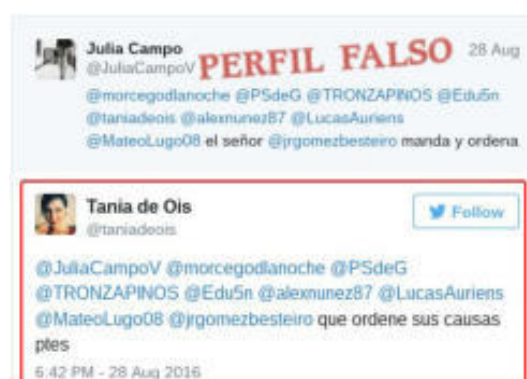 Julia Campo
@JuliaCampoV
PERFIL FALSO
28 Aug
@morcegodlanoche @PSdeG @TRONZAPINOS @Edu5n
@taniadeois @alexnunez87 @LucasAuriens
@MateoLugo08 el señor @jrgomezbesteiro manda y ordena
Tania de Ois
@taniadeois
Follow
@JuliaCampoV @morcegodlanoche @PSdeG
@TRONZAPINOS @Edu5n @alexnunez87 @LucasAuriens
@MateoLugo08 @jrgomezbesteiro que ordene sus causas
ptes
6:42 PM - 28 Aug 2016